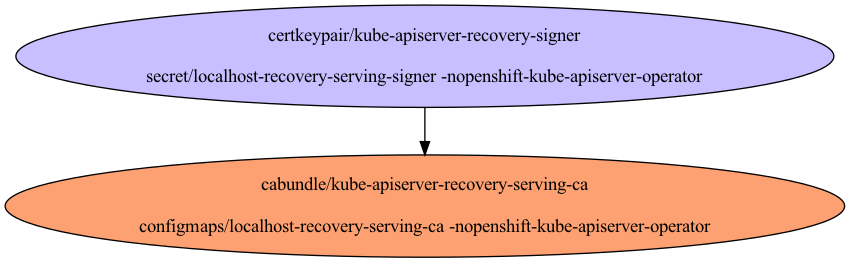 certkeypair/kube-apiserver-recovery-signer
secret/localhost-recovery-serving-signer -nopenshift-kube-apiserver-operator
cabundle/kube-apiserver-recovery-serving-ca
configmaps/localhost-recovery-serving-ca -nopenshift-kube-apiserver-operator